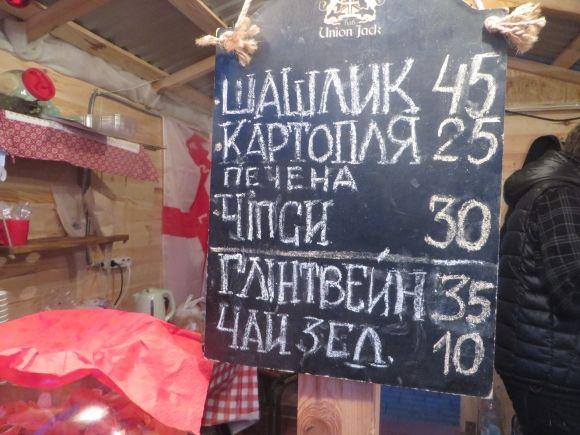 Union Jack
ШАШЛИК 45
КАРТОПЛЯ 25
ПЕЧЕНА
ЧІПСИ 30
ГЛІНТВЕЙН 35
ЧАЙ ЗЕЛ. 10